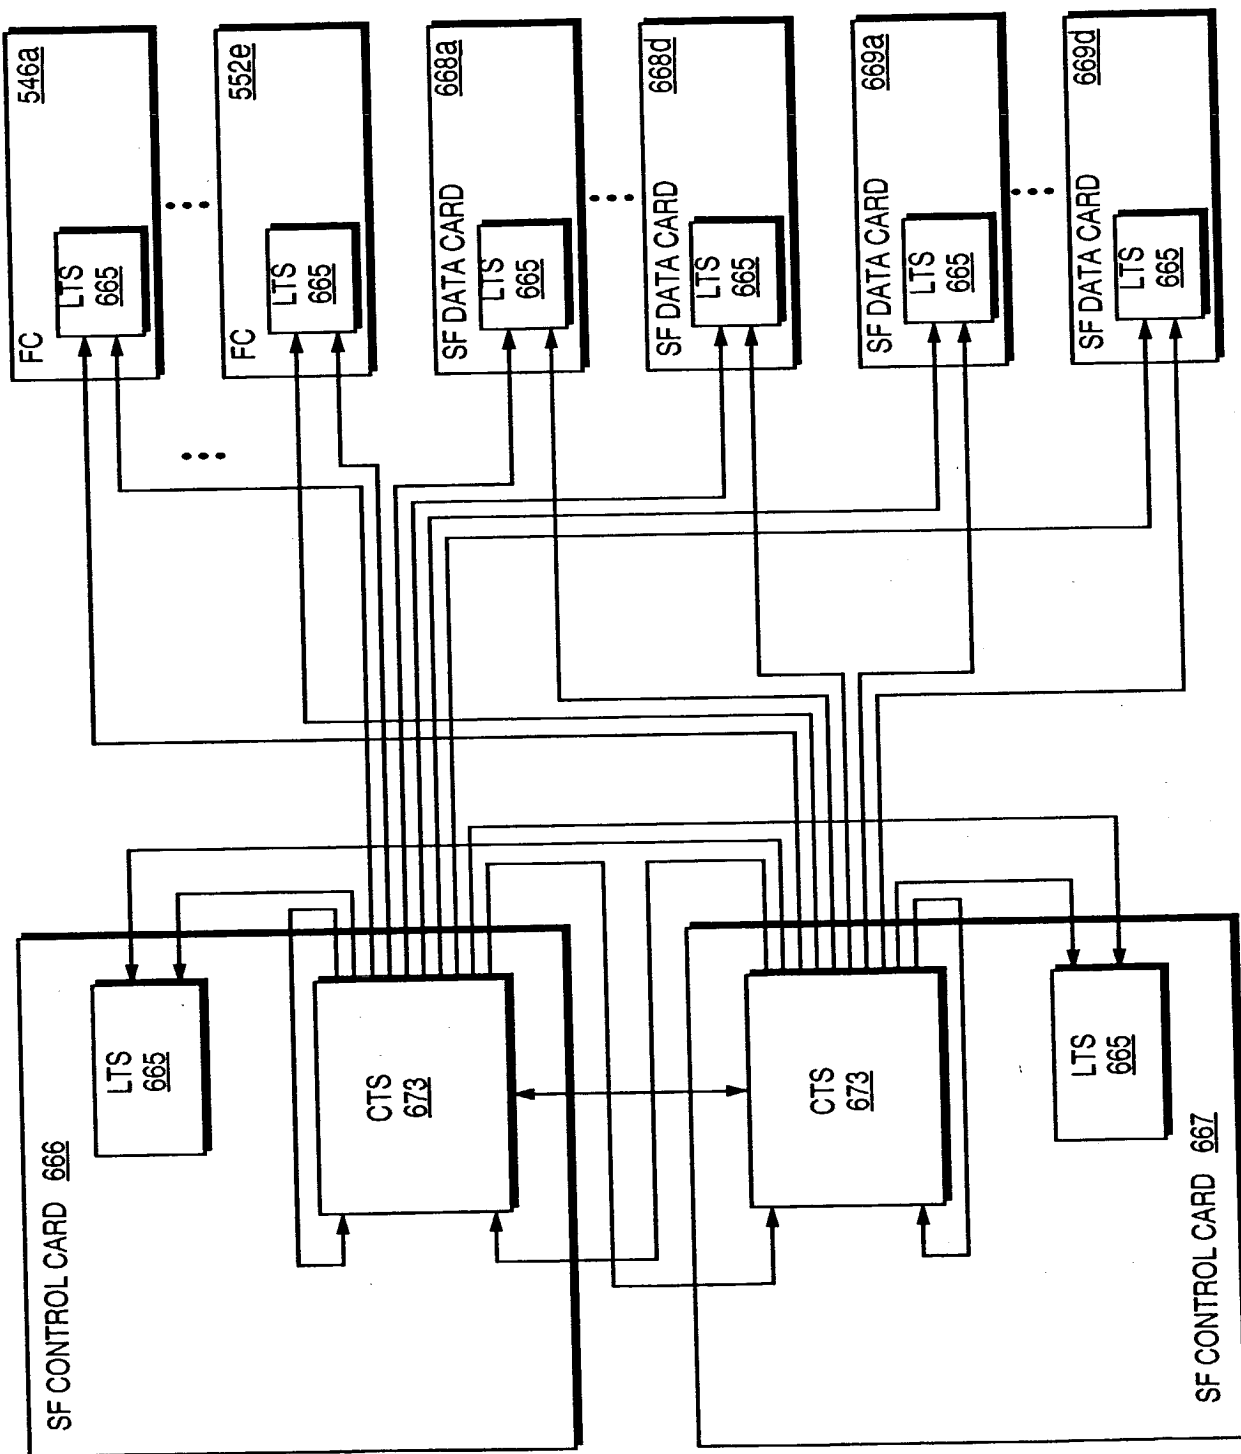 SF CONTROL CARD 666
LTS
665
CTS
673
CTS
673
LTS
665
SF CONTROL CARD 667
FC
546a
LTS
665
FC
552e
LTS
665
SF DATA CARD
668a
LTS
665
SF DATA CARD
668d
LTS
665
SF DATA CARD
669a
LTS
665
SF DATA CARD
669d
LTS
665